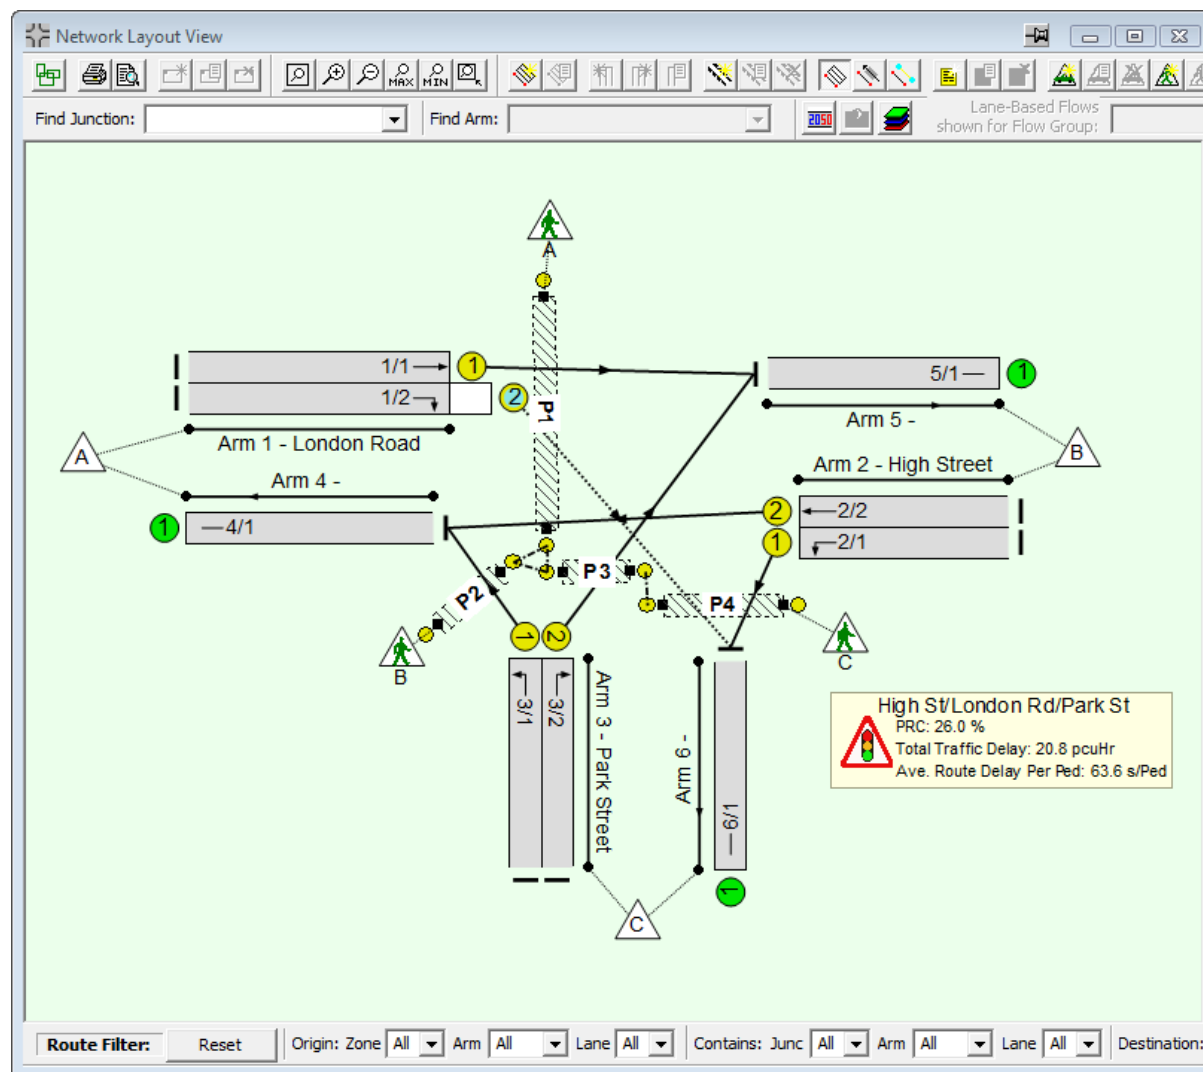 Network Layout View
MAX MIN
Find Junction: Find Arm: 2050 Lane-Based Flows
shown for Flow Group:
A
1/1 1
1/2 2
P1
5/1 1
Arm 5 -
Arm 1 - London Road
A
B
Arm 4 -
Arm 2 - High Street
1 4/1
2 2/2
1 2/1
P2
P3
P4
B
C
1 2
3/1
3/2
Arm 3 - Park Street
Arm 6 -
6/1
1
C
High St/London Rd/Park St
PRC: 26.0 %
Total Traffic Delay: 20.8 pcuHr
Ave. Route Delay Per Ped: 63.6 s/Ped
Route Filter: Reset Origin: Zone All Arm All Lane All Contains: Junc All Arm All Lane All Destination: